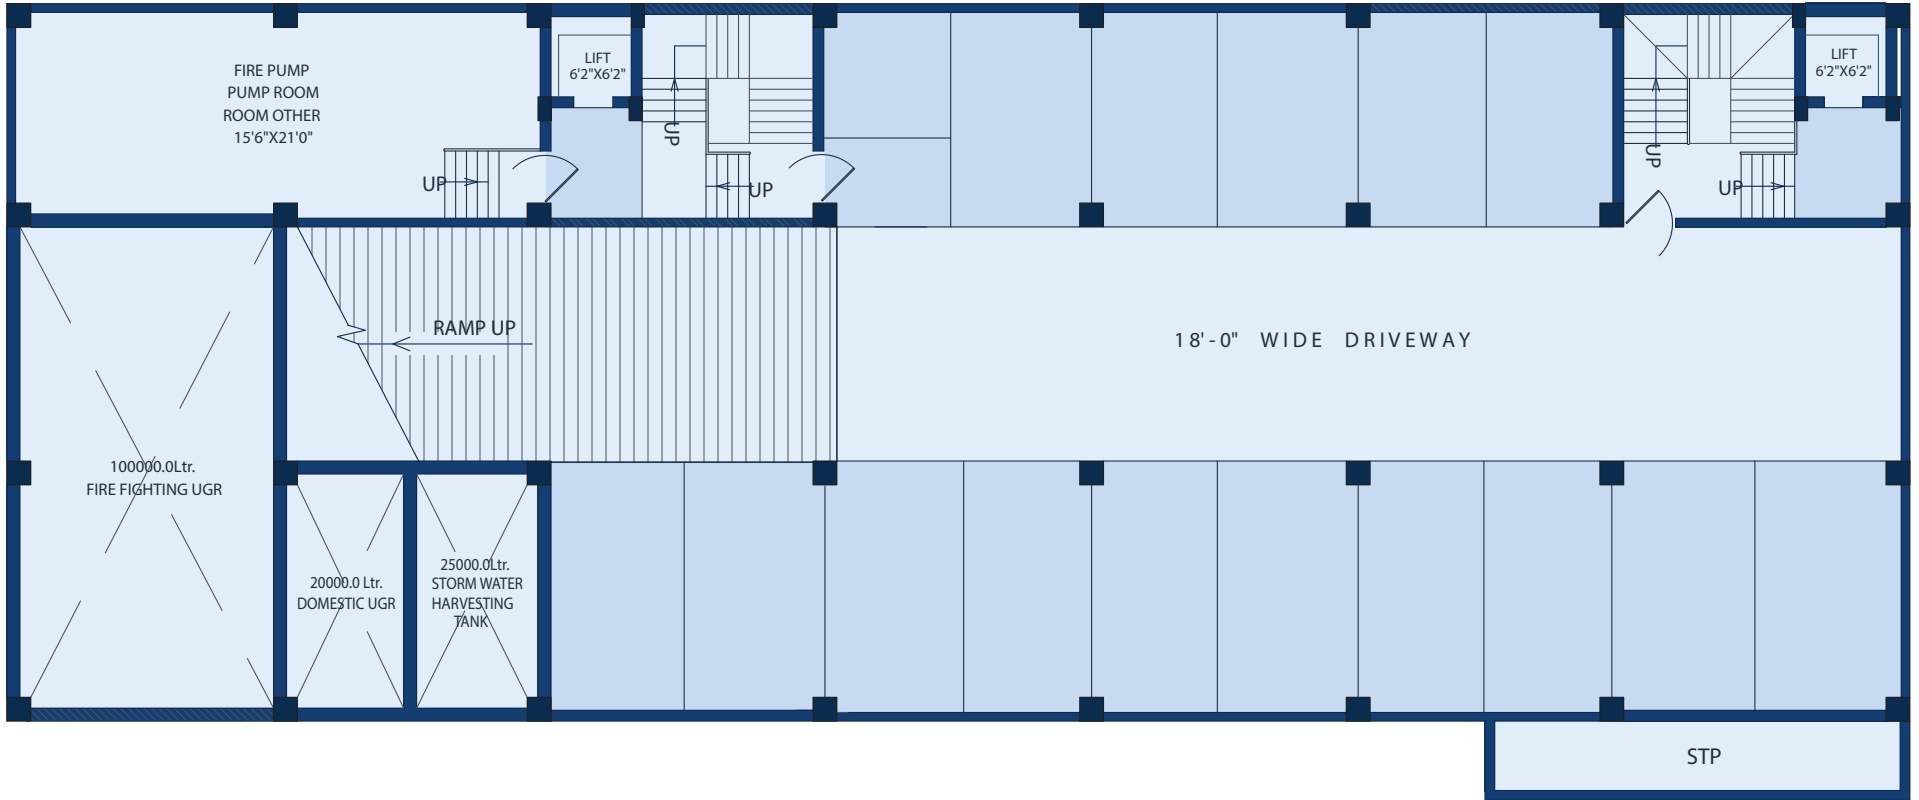 FIRE PUMP
PUMP ROOM
ROOM OTHER
15'6"X21'0"
LIFT
6'2"X6'2"
LIFT
6'2"X6'2"
UP
UP
UP
UP
UP
RAMP UP
18'-0" WIDE DRIVEWAY
100000.0Ltr.
FIRE FIGHTING UGR
20000.0 Ltr.
DOMESTIC UGR
25000.0Ltr.
STORM WATER
HARVESTING
TANK
STP